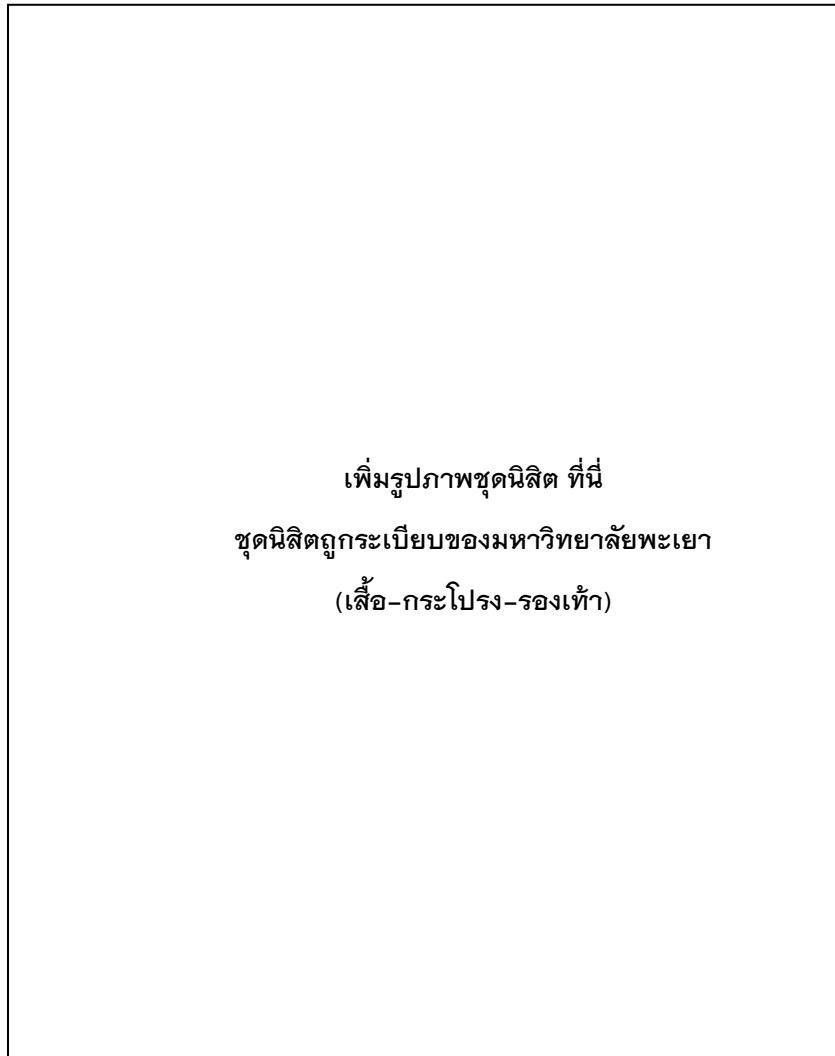 เพิ่มรูปภาพชุดนิสิต ที่นี่
ชุดนิสิตถูกระเบียบของมหาวิทยาลัยพะเยา
(เสื้อ-กระโปรง-รองเท้า)